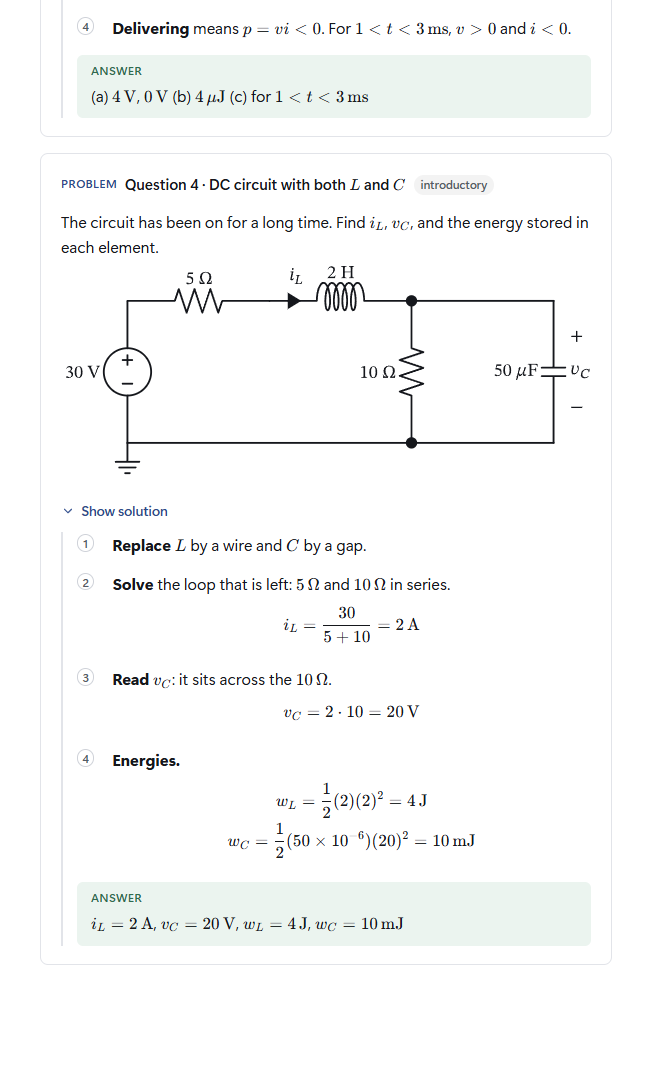 4 Delivering means p = vi < 0. For 1 < t < 3 ms, v > 0 and i < 0.
ANSWER
(a) 4 V, 0 V (b) 4 μJ (c) for 1 < t < 3 ms
PROBLEM Question 4 · DC circuit with both L and C introductory
The circuit has been on for a long time. Find i_L, v_C, and the energy stored in
each element.
5 Ω
i_L 2 H
30 V
+
−
10 Ω
50 μF
+
v_C
−
Show solution
1 Replace L by a wire and C by a gap.
2 Solve the loop that is left: 5 Ω and 10 Ω in series.
i_L = 30 / (5 + 10) = 2 A
3 Read v_C: it sits across the 10 Ω.
v_C = 2 · 10 = 20 V
4 Energies.
w_L = 1/2 (2)(2)² = 4 J
w_C = 1/2 (50 × 10⁻⁶)(20)² = 10 mJ
ANSWER
i_L = 2 A, v_C = 20 V, w_L = 4 J, w_C = 10 mJ